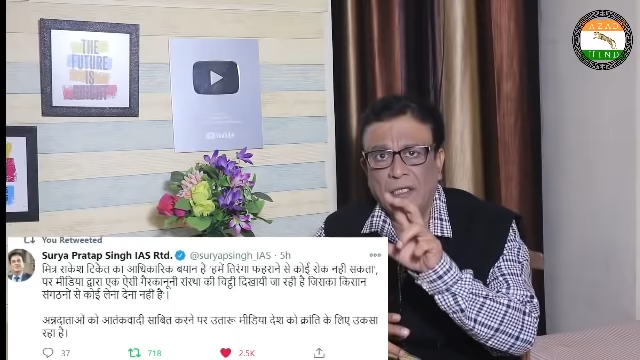 THE
FUTURE
IS
BRIGHT
YouTube
AZAD
HIND
You Retweeted
Surya Pratap Singh IAS Rtd. @suryapsingh_IAS · 5h
मित्र राकेश टिकैत का आधिकारिक बयान है 'हमें तिरंगा फहराने से कोई रोक नही सकता',
पर मीडिया द्वारा एक ऐसी गैरकानूनी संस्था की चिट्ठी दिखायी जा रही है जिसका किसान
संगठनों से कोई लेना देना नहीं है।
अन्नदाताओं को आतंकवादी साबित करने पर उतारू मीडिया देश को क्रांति के लिए उकसा
रहा है।
37 718 2.5K